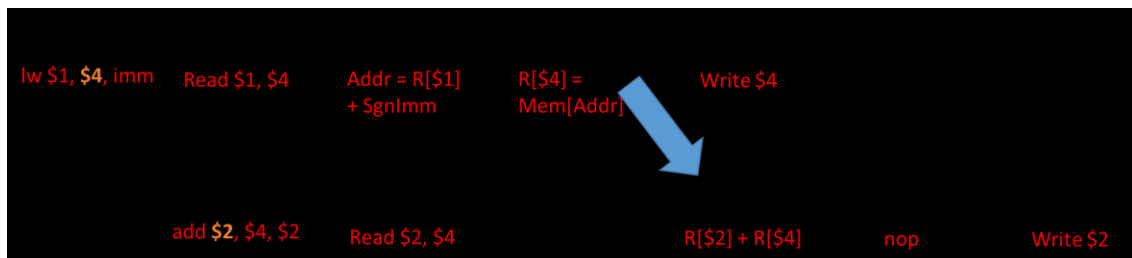 lw $1, $4, imm Read $1, $4 Addr = R[$1] R[$4] = Write $4
+ SgnImm Mem[Addr]
add $2, $4, $2 Read $2, $4 R[$2] + R[$4] nop Write $2